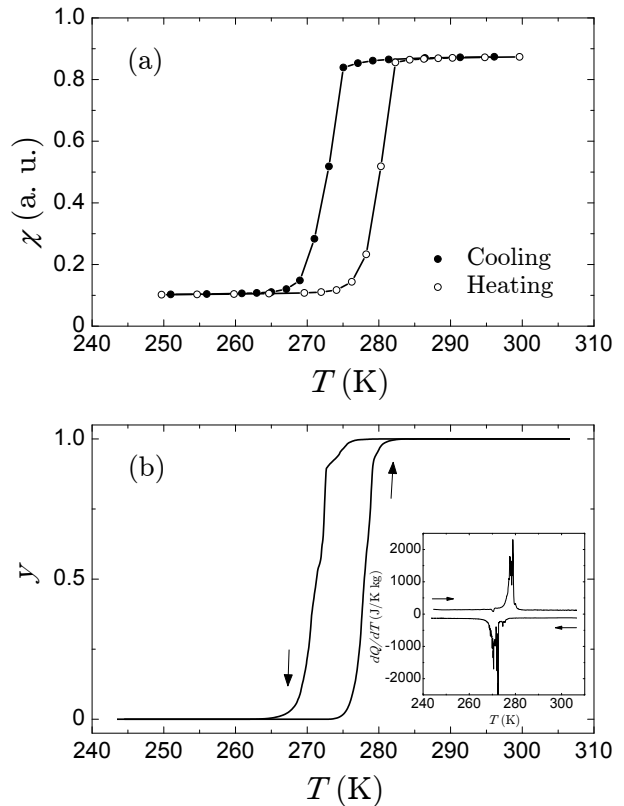 (a)
1.0
0.8
0.6
0.4
0.2
0
χ (a. u.)
Cooling
Heating
240 250 260 270 280 290 300 310
T (K)
(b)
1.0
0.5
0
y
2000
1000
0
-1000
-2000
dQ/dT (J/K kg)
240 260 280 300
T (K)
240 250 260 270 280 290 300 310
T (K)